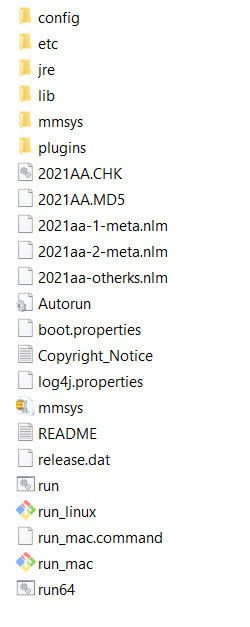 config
etc
jre
lib
mmsys
plugins
2021AA.CHK
2021AA.MD5
2021aa-1-meta.nlm
2021aa-2-meta.nlm
2021aa-otherks.nlm
Autorun
boot.properties
Copyright_Notice
log4j.properties
mmsys
README
release.dat
run
run_linux
run_mac.command
run_mac
run64